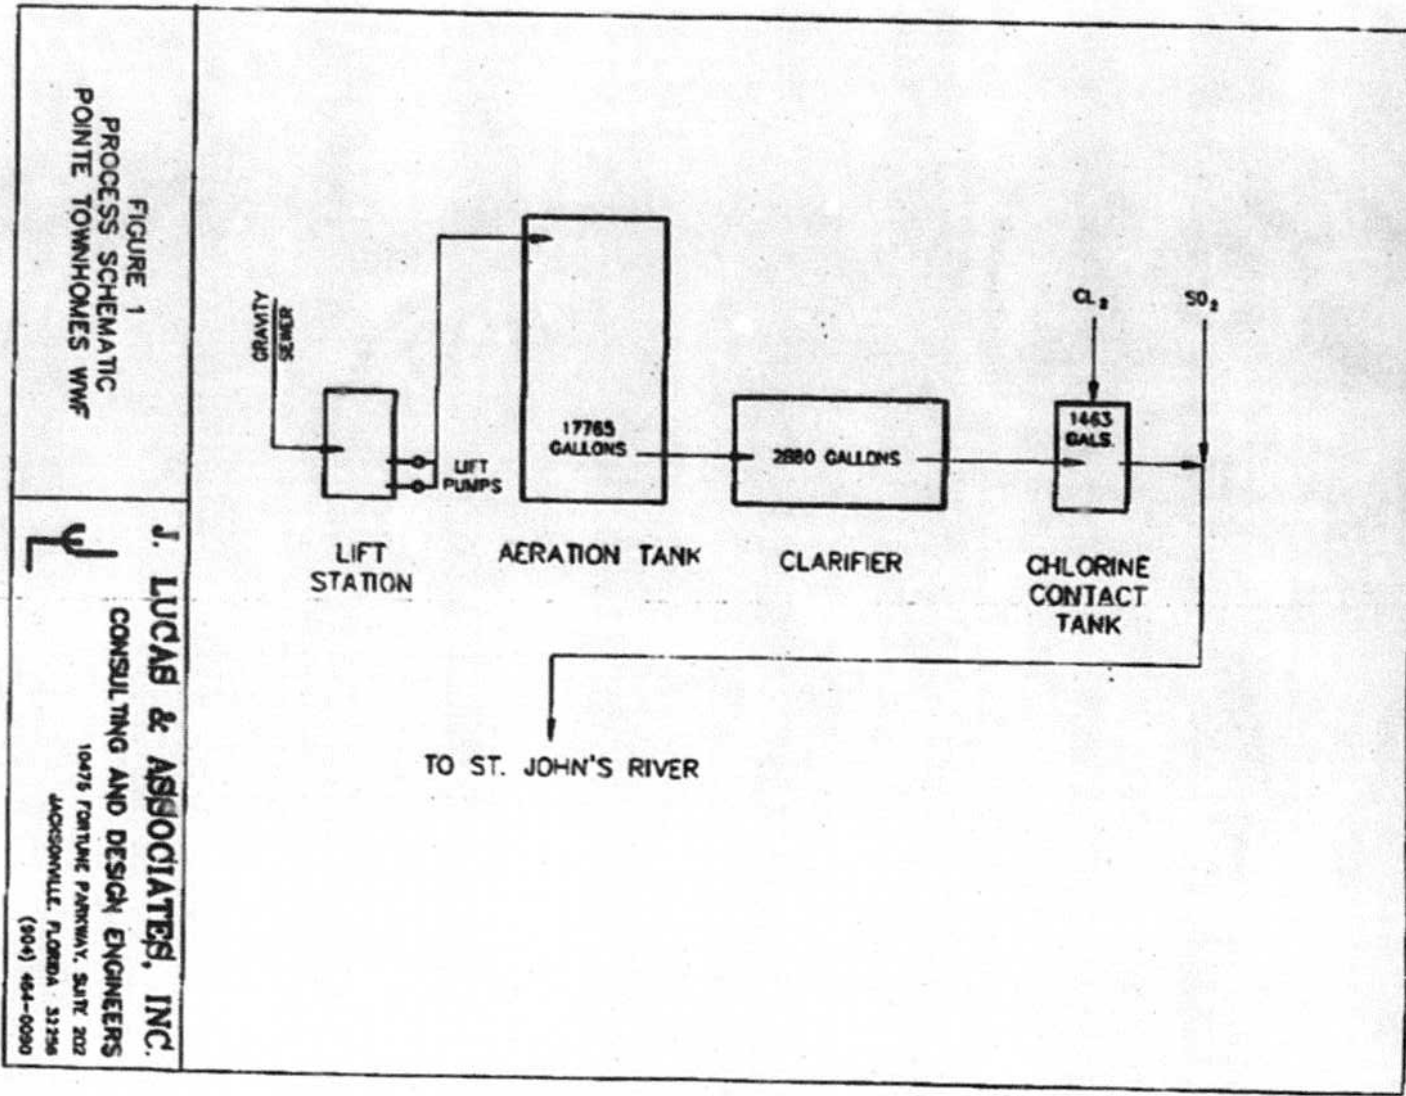 GRAVITY
SEWER
LIFT
PUMPS
LIFT
STATION
17765
GALLONS
AERATION TANK
2880 GALLONS
CLARIFIER
CL2
SO2
1463
GALS.
CHLORINE
CONTACT
TANK
TO ST. JOHN'S RIVER
FIGURE 1
PROCESS SCHEMATIC
POINTE TOWNHOMES WWF
J. LUCAS & ASSOCIATES, INC.
CONSULTING AND DESIGN ENGINEERS
10475 FORTUNE PARKWAY, SUITE 202
JACKSONVILLE, FLORIDA 32256
(904) 464-0090